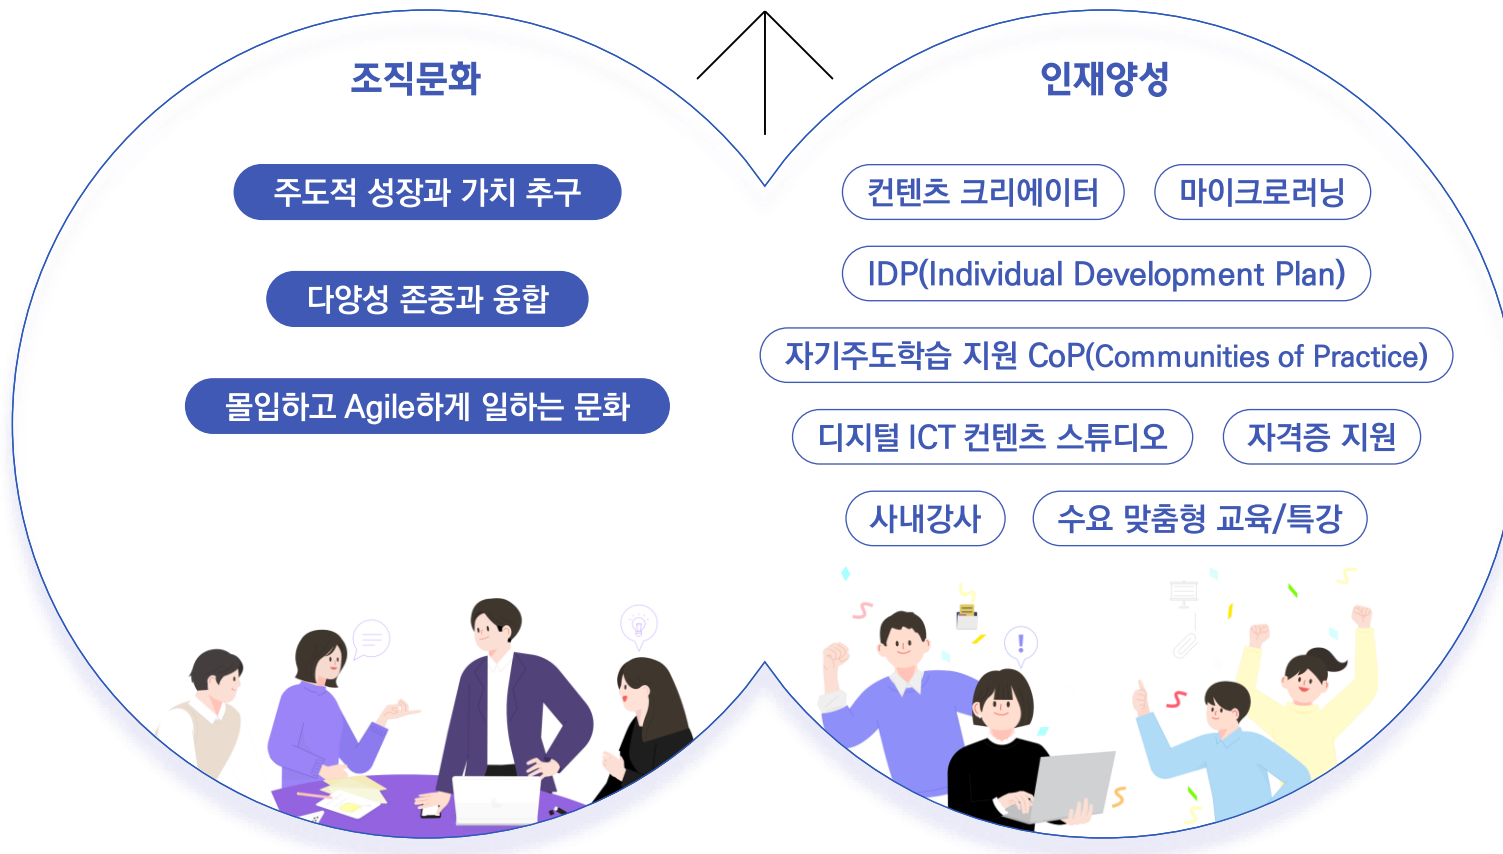 조직문화
주도적 성장과 가치 추구
다양성 존중과 융합
몰입하고 Agile하게 일하는 문화
인재양성
컨텐츠 크리에이터
마이크로러닝
IDP(Individual Development Plan)
자기주도학습 지원 CoP(Communities of Practice)
디지털 ICT 컨텐츠 스튜디오
자격증 지원
사내강사
수요 맞춤형 교육/특강
!